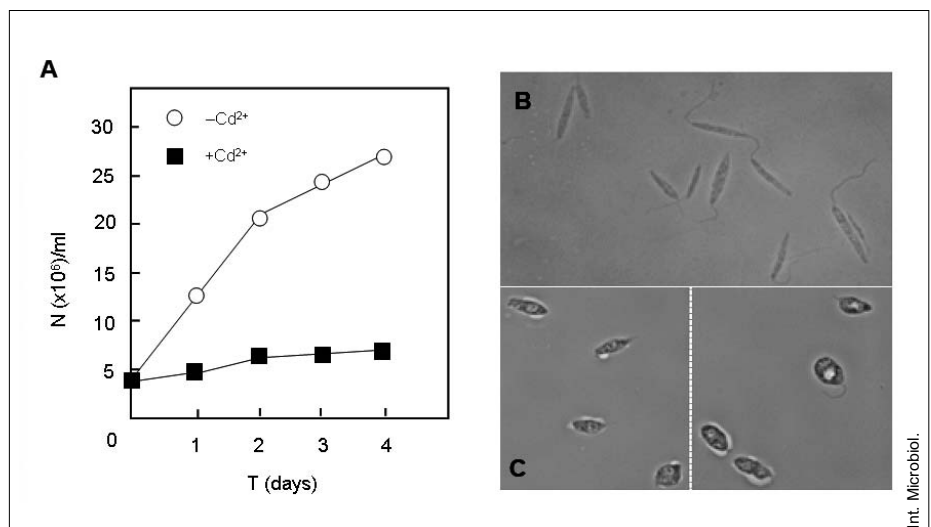 A
30
25
20
15
10
5
0
N (x10⁶)/ml
–Cd²⁺
+Cd²⁺
1 2 3 4
T (days)
B
C
Int. Microbiol.